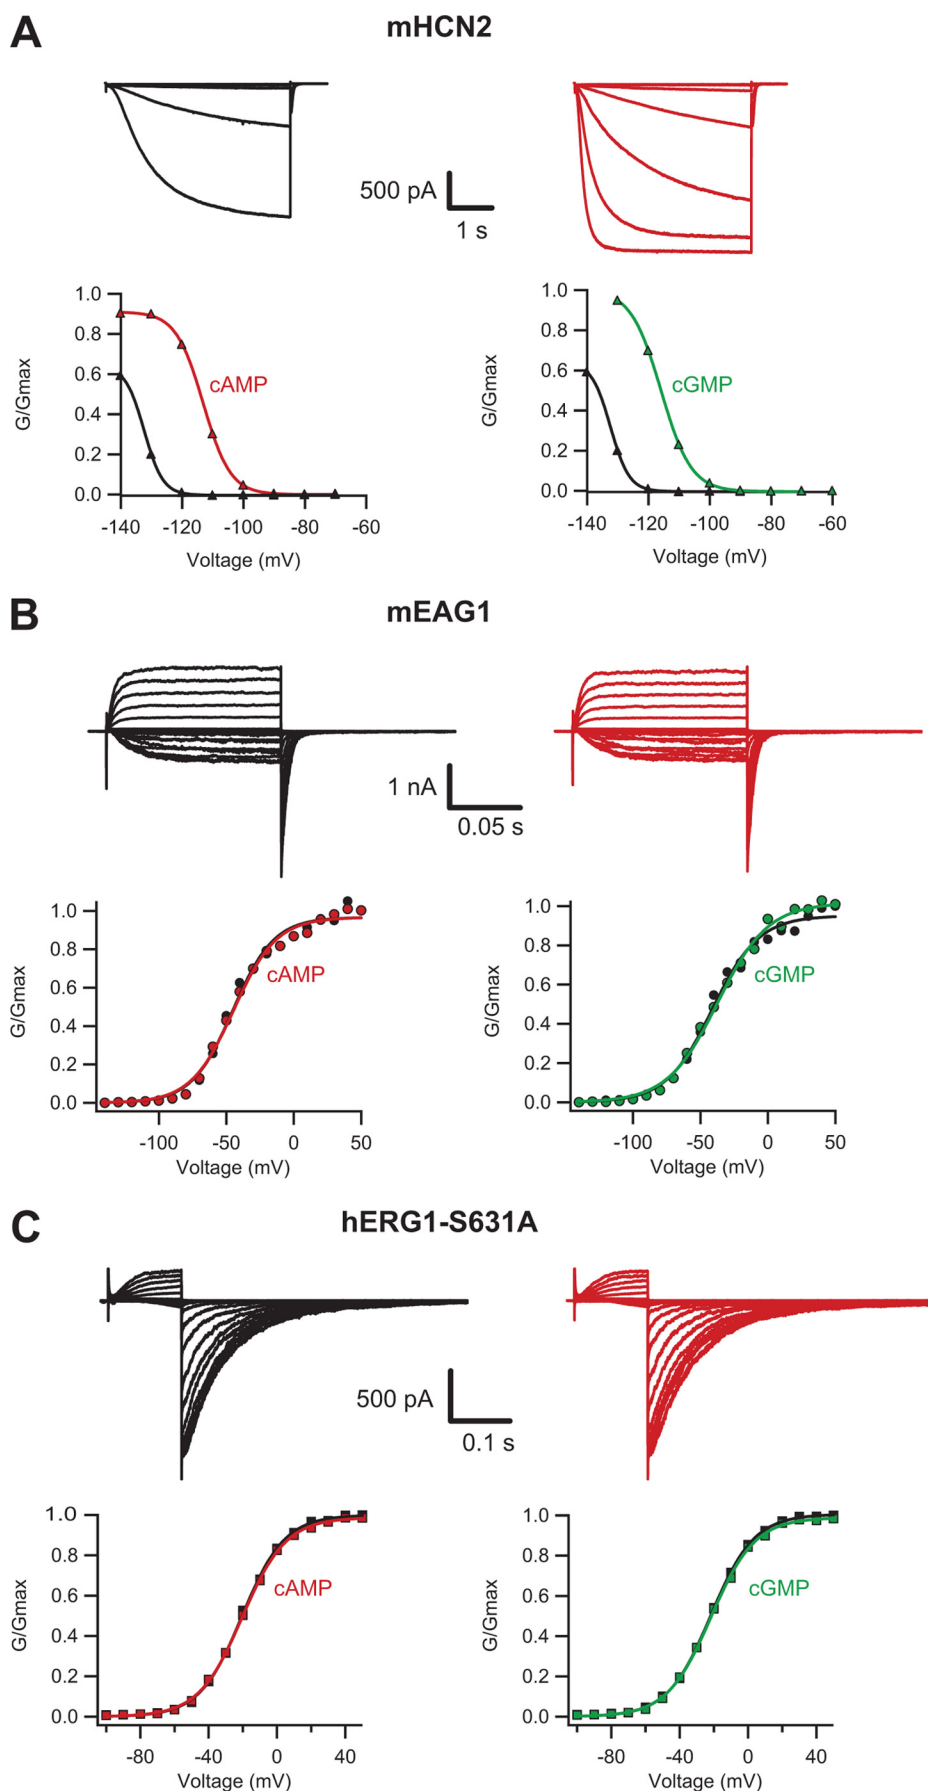 A
mHCN2
500 pA
1 s
1.0
0.8
0.6
0.4
0.2
0.0
G/Gmax
cAMP
-140
-120
-100
-80
-60
Voltage (mV)
1.0
0.8
0.6
0.4
0.2
0.0
G/Gmax
cGMP
-140
-120
-100
-80
-60
Voltage (mV)
B
mEAG1
1 nA
0.05 s
1.0
0.8
0.6
0.4
0.2
0.0
G/Gmax
cAMP
-100
-50
0
50
Voltage (mV)
1.0
0.8
0.6
0.4
0.2
0.0
G/Gmax
cGMP
-100
-50
0
50
Voltage (mV)
C
hERG1-S631A
500 pA
0.1 s
1.0
0.8
0.6
0.4
0.2
0.0
G/Gmax
cAMP
-80
-40
0
40
Voltage (mV)
1.0
0.8
0.6
0.4
0.2
0.0
G/Gmax
cGMP
-80
-40
0
40
Voltage (mV)